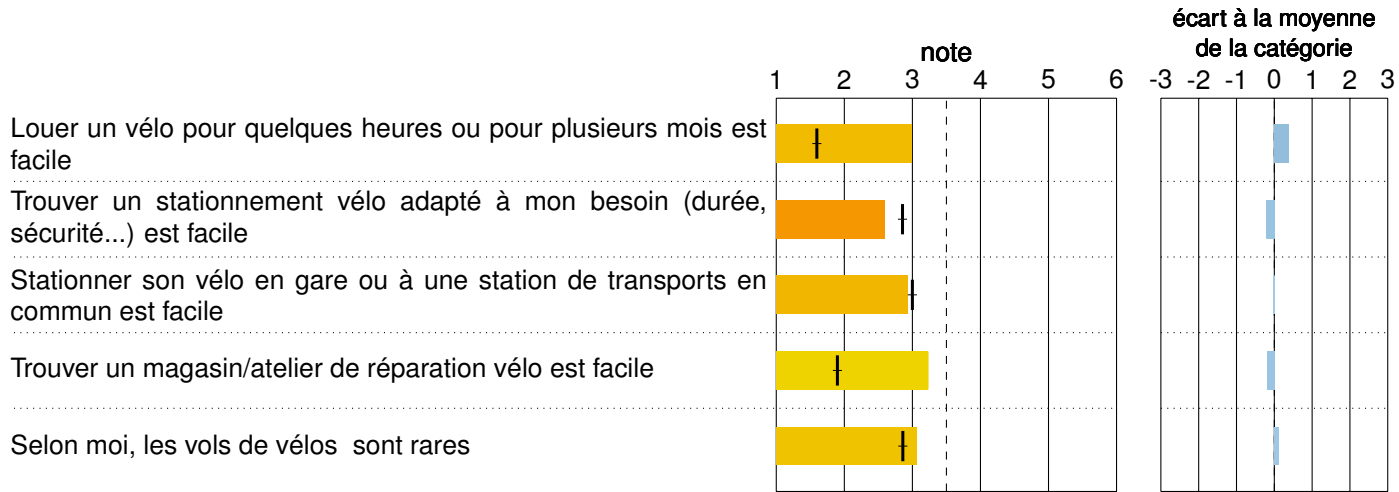 écart à la moyenne
de la catégorie
note
1 2 3 4 5 6
-3 -2 -1 0 1 2 3
Louer un vélo pour quelques heures ou pour plusieurs mois est
facile
Trouver un stationnement vélo adapté à mon besoin (durée,
sécurité...) est facile
Stationner son vélo en gare ou à une station de transports en
commun est facile
Trouver un magasin/atelier de réparation vélo est facile
Selon moi, les vols de vélos sont rares